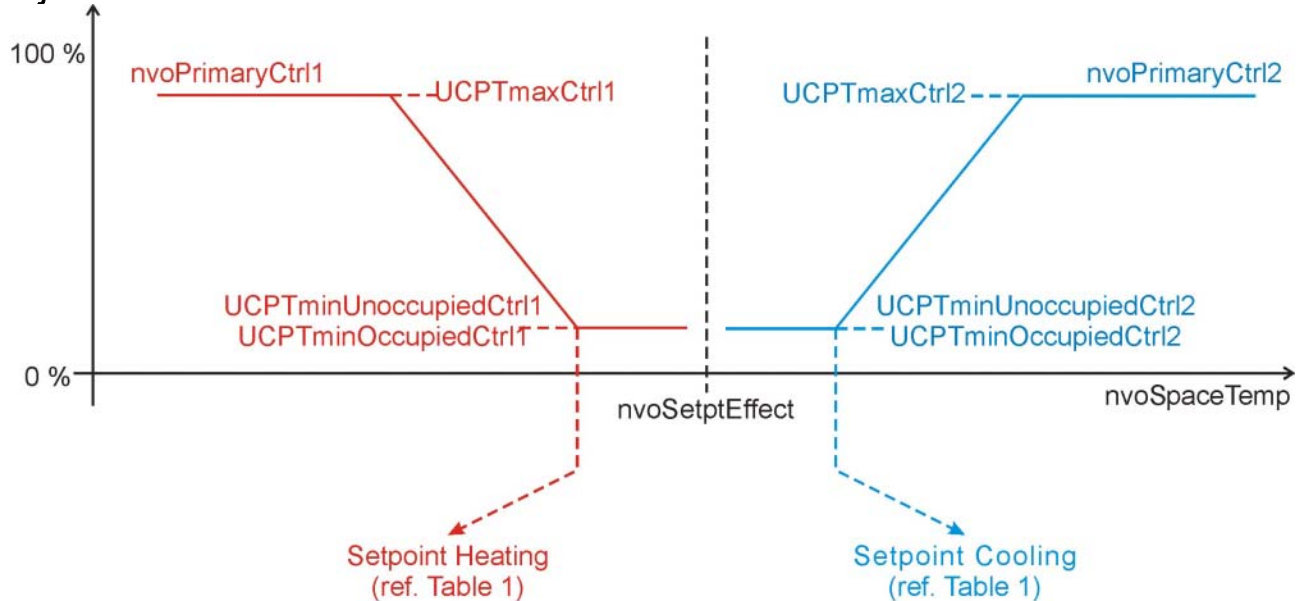 100 %
nvoPrimaryCtrl1
UCPTmaxCtrl1
UCPTmaxCtrl2
nvoPrimaryCtrl2
UCPTminUnoccupiedCtrl1
UCPTminOccupiedCtrl1
UCPTminUnoccupiedCtrl2
UCPTminOccupiedCtrl2
0 %
nvoSetptEffect
nvoSpaceTemp
Setpoint Heating
(ref. Table 1)
Setpoint Cooling
(ref. Table 1)